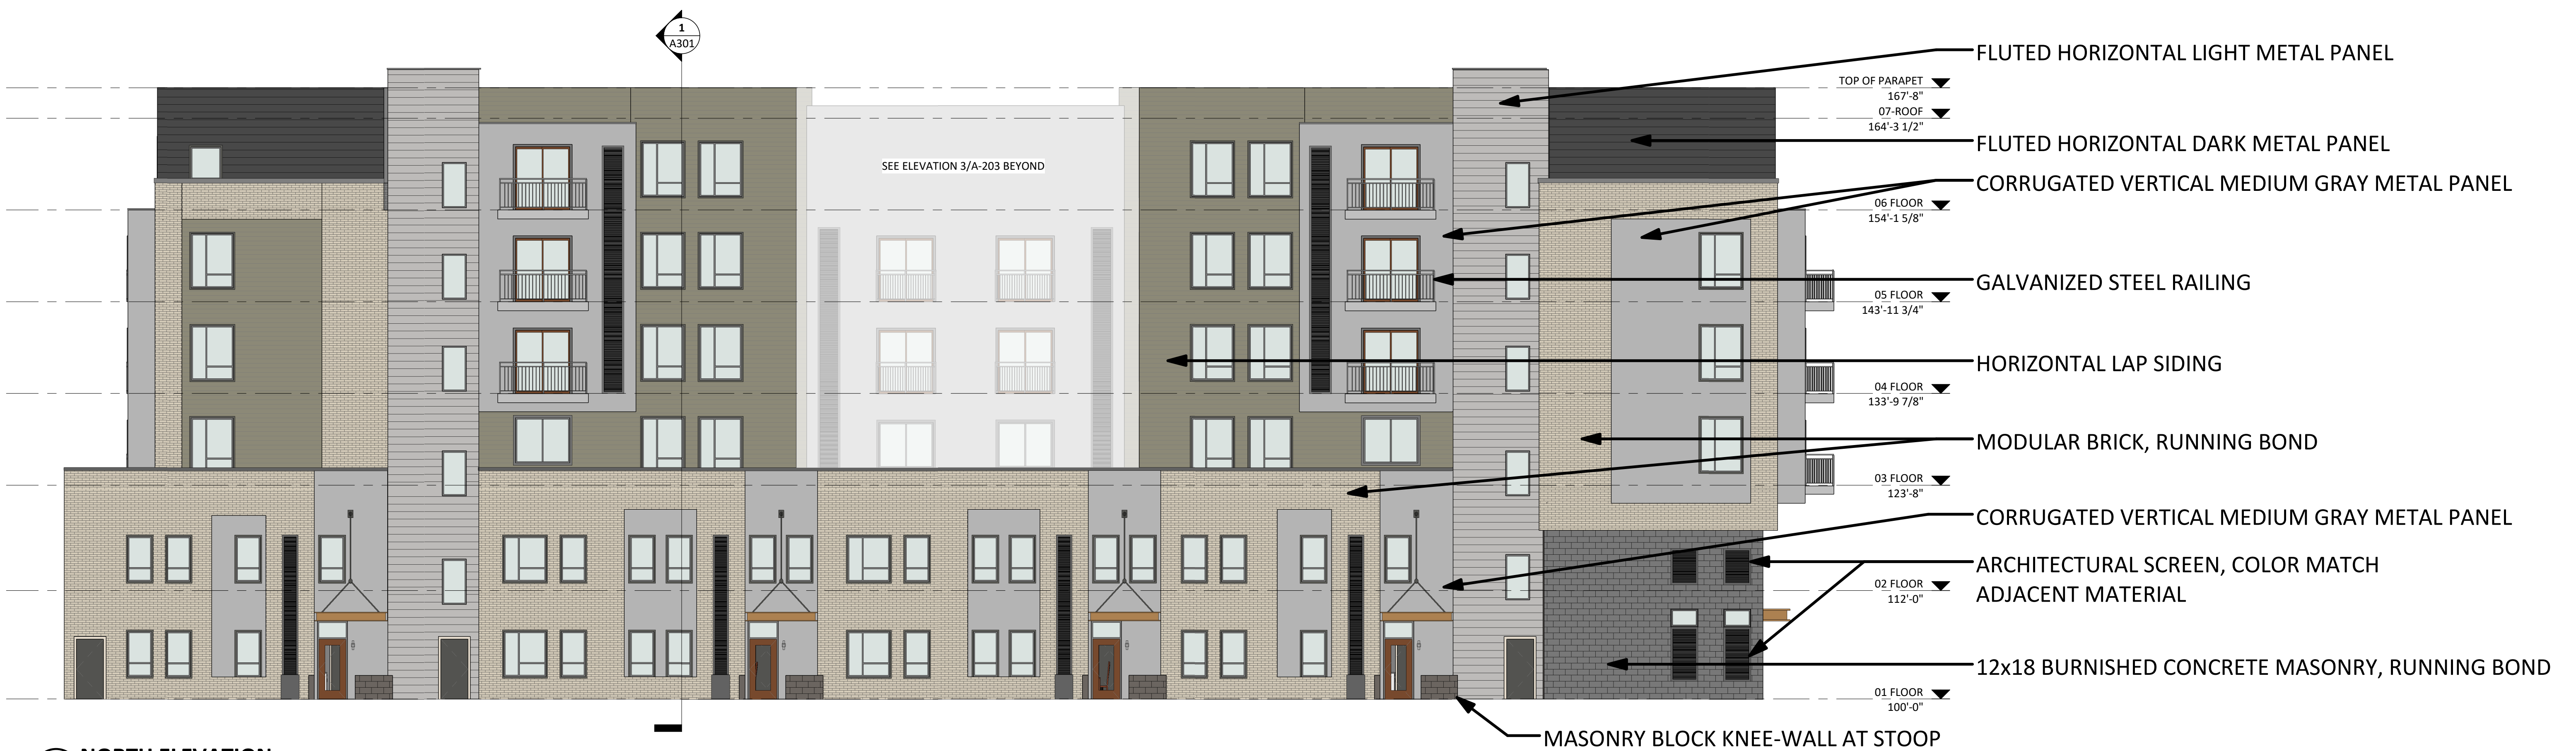 1
A301
FLUTED HORIZONTAL LIGHT METAL PANEL
TOP OF PARAPET
167'-8"
07-ROOF
164'-3 1/2"
FLUTED HORIZONTAL DARK METAL PANEL
SEE ELEVATION 3/A-203 BEYOND
CORRUGATED VERTICAL MEDIUM GRAY METAL PANEL
06 FLOOR
154'-1 5/8"
GALVANIZED STEEL RAILING
05 FLOOR
143'-11 3/4"
HORIZONTAL LAP SIDING
04 FLOOR
133'-9 7/8"
MODULAR BRICK, RUNNING BOND
03 FLOOR
123'-8"
CORRUGATED VERTICAL MEDIUM GRAY METAL PANEL
ARCHITECTURAL SCREEN, COLOR MATCH
ADJACENT MATERIAL
02 FLOOR
112'-0"
12x18 BURNISHED CONCRETE MASONRY, RUNNING BOND
01 FLOOR
100'-0"
MASONRY BLOCK KNEE-WALL AT STOOP
NORTH ELEVATION